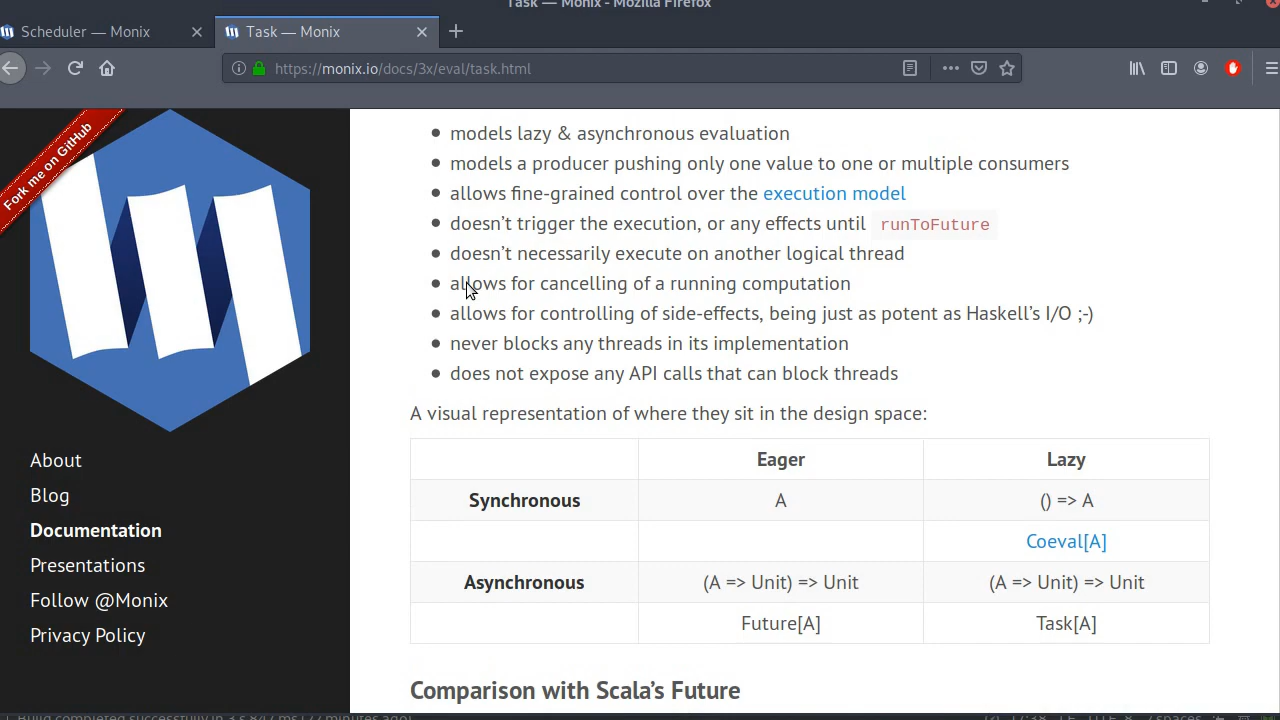 Task — Monix - Mozilla Firefox
Scheduler — Monix
Task — Monix
https://monix.io/docs/3x/eval/task.html
Fork me on GitHub
About
Blog
Documentation
Presentations
Follow @Monix
Privacy Policy
models lazy & asynchronous evaluation
models a producer pushing only one value to one or multiple consumers
allows fine-grained control over the execution model
doesn’t trigger the execution, or any effects until runToFuture
doesn’t necessarily execute on another logical thread
allows for cancelling of a running computation
allows for controlling of side-effects, being just as potent as Haskell’s I/O ;-)
never blocks any threads in its implementation
does not expose any API calls that can block threads
A visual representation of where they sit in the design space:
Eager Lazy
Synchronous A () => A
Coeval[A]
Asynchronous (A => Unit) => Unit (A => Unit) => Unit
Future[A] Task[A]
Comparison with Scala’s Future